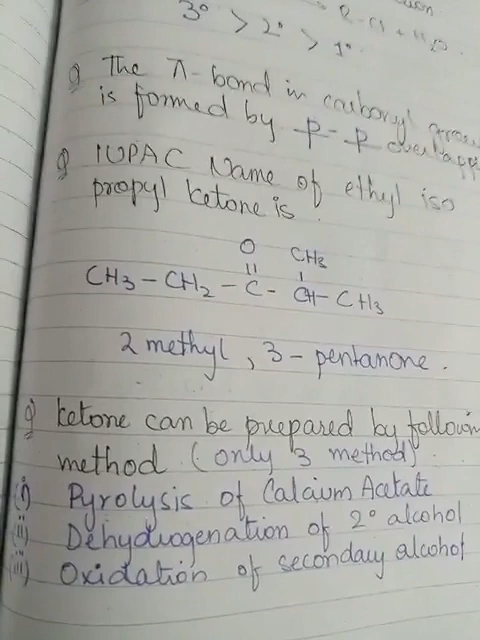 3° > 2° > 1°
R-Cl + H2O
Q The π-bond in carbonyl
is formed by p-p
Q IUPAC Name of ethyl iso
propyl ketone is
O CH3
CH3 - CH2 - C - CH - CH3
2 methyl, 3 - pentanone.
Q ketone can be prepared by
method (only 3 method)
(i) Pyrolysis of Calcium Acetate
(ii) Dehydrogenation of 2° alcohol
(iii) Oxidation of secondary alcohol